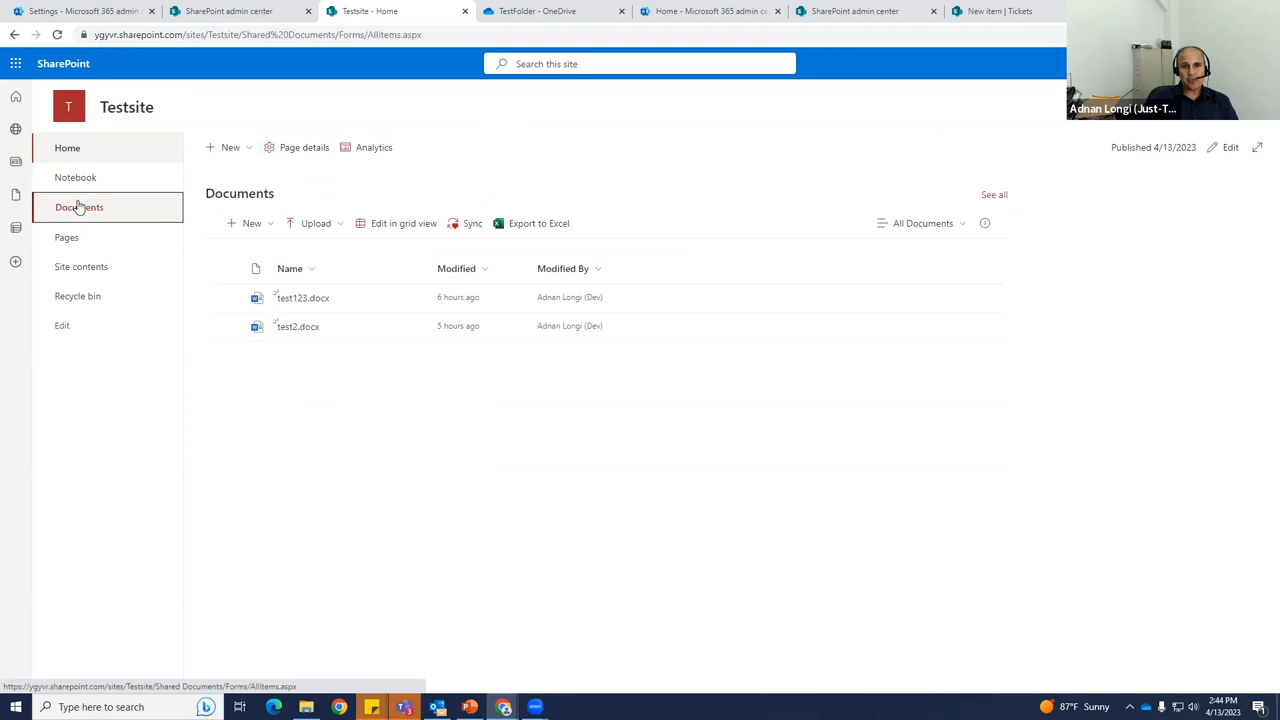 Settings - Microsoft 365 admin
SharePoint admin center
Testsite - Home
TestFolder - OneDrive
Home - Microsoft 365 admin ce
SharePoint admin center
New item | Tickets
ygyvr.sharepoint.com/sites/Testsite/Shared%20Documents/Forms/AllItems.aspx
SharePoint
Search this site
Adnan Longi (Just-T...
T
Testsite
Home
Notebook
Documents
Pages
Site contents
Recycle bin
Edit
New
Page details
Analytics
Published 4/13/2023
Edit
Documents
See all
New
Upload
Edit in grid view
Sync
Export to Excel
All Documents
Name
Modified
Modified By
test123.docx
6 hours ago
Adnan Longi (Dev)
test2.docx
5 hours ago
Adnan Longi (Dev)
https://ygyvr.sharepoint.com/sites/Testsite/Shared Documents/Forms/AllItems.aspx
Type here to search
87°F Sunny
2:44 PM
4/13/2023